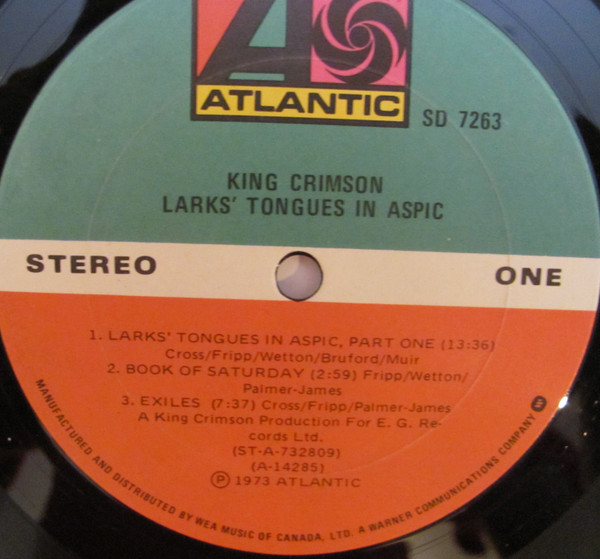 ATLANTIC
SD 7263
KING CRIMSON
LARKS' TONGUES IN ASPIC
STEREO
ONE
1. LARKS' TONGUES IN ASPIC, PART ONE (13:36)
Cross/Fripp/Wetton/Bruford/Muir
2. BOOK OF SATURDAY (2:59) Fripp/Wetton/
Palmer-James
3. EXILES (7:37) Cross/Fripp/Palmer-James
A King Crimson Production For E. G. Re-
cords Ltd.
(ST-A-732809)
(A-14285)
Ⓟ 1973 ATLANTIC
MANUFACTURED AND DISTRIBUTED BY WEA MUSIC OF CANADA, LTD. A WARNER COMMUNICATIONS COMPANY